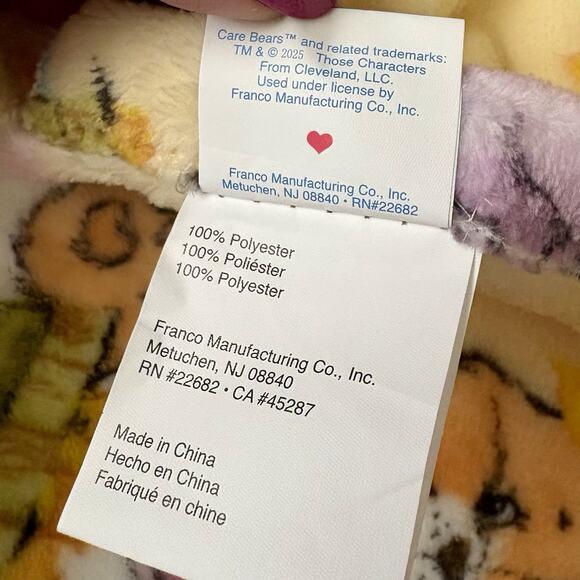 Care Bears™ and related trademarks:
TM & © 2025 Those Characters
From Cleveland, LLC.
Used under license by
Franco Manufacturing Co., Inc.
Franco Manufacturing Co., Inc.
Metuchen, NJ 08840 • RN#22682
100% Polyester
100% Poliéster
100% Polyester
Franco Manufacturing Co., Inc.
Metuchen, NJ 08840
RN #22682 • CA #45287
Made in China
Hecho en China
Fabriqué en chine